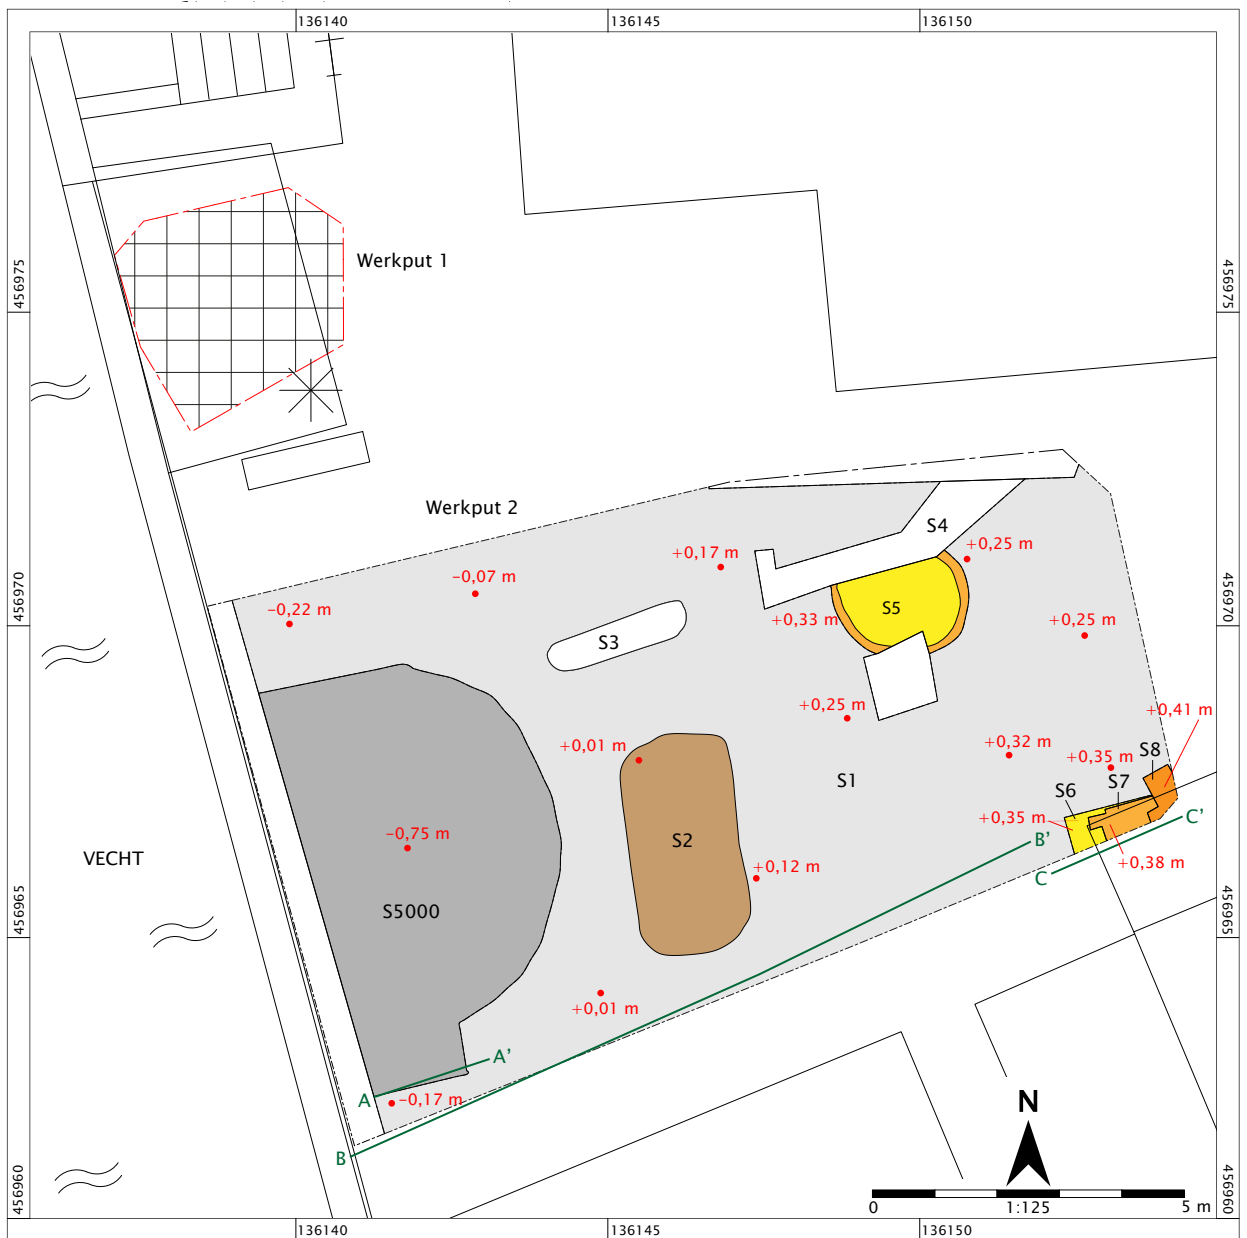 136140
136145
136150
456975
456975
Werkput 1
Werkput 2
S4
+0,17 m
+0,25 m
−0,07 m
−0,22 m
S5
+0,33 m
+0,25 m
456970
456970
S3
+0,25 m
+0,41 m
+0,01 m
+0,32 m
+0,35 m
S8
S1
S7
S6
+0,35 m
C'
−0,75 m
S2
B'
VECHT
+0,12 m
+0,38 m
C
S5000
456965
456965
+0,01 m
A'
A
−0,17 m
N
B
456960
456960
0
1:125
5 m
136140
136145
136150